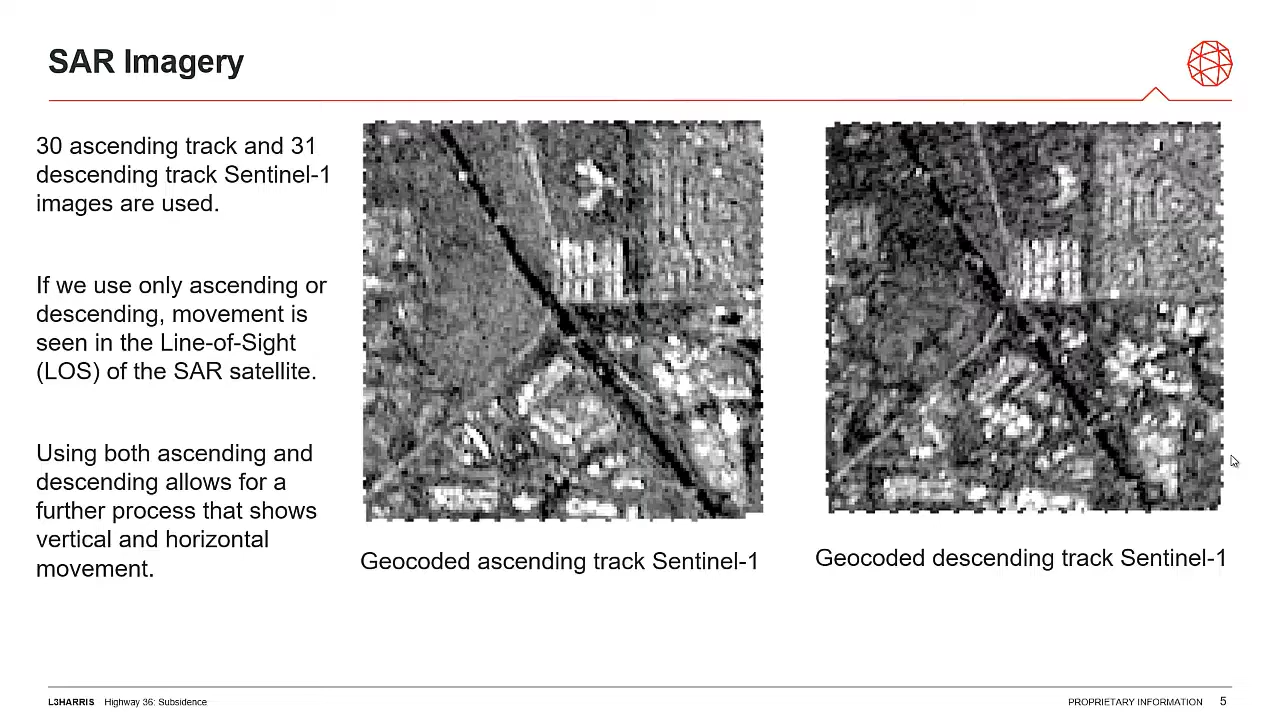 SAR Imagery
30 ascending track and 31
descending track Sentinel-1
images are used.
If we use only ascending or
descending, movement is
seen in the Line-of-Sight
(LOS) of the SAR satellite.
Using both ascending and
descending allows for a
further process that shows
vertical and horizontal
movement.
Geocoded ascending track Sentinel-1
Geocoded descending track Sentinel-1
L3HARRIS Highway 36: Subsidence
PROPRIETARY INFORMATION 5